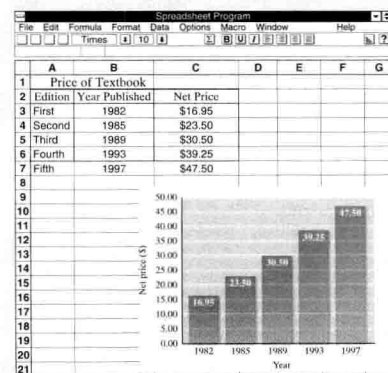 Spreadsheet Program
File Edit Formula Format Data Options Macro Window Help
Times 10 Σ B U I ?
A B C D E F G
1 Price of Textbook
2 Edition Year Published Net Price
3 First 1982 $16.95
4 Second 1985 $23.50
5 Third 1989 $30.50
6 Fourth 1993 $39.25
7 Fifth 1997 $47.50
8
9
10
11
12
13
14
15
16
17
18
19
20
21
Net price ($)
50.00
45.00
40.00
35.00
30.00
25.00
20.00
15.00
10.00
5.00
0.00
16.95 23.50 30.50 39.25 47.50
1982 1985 1989 1993 1997
Year